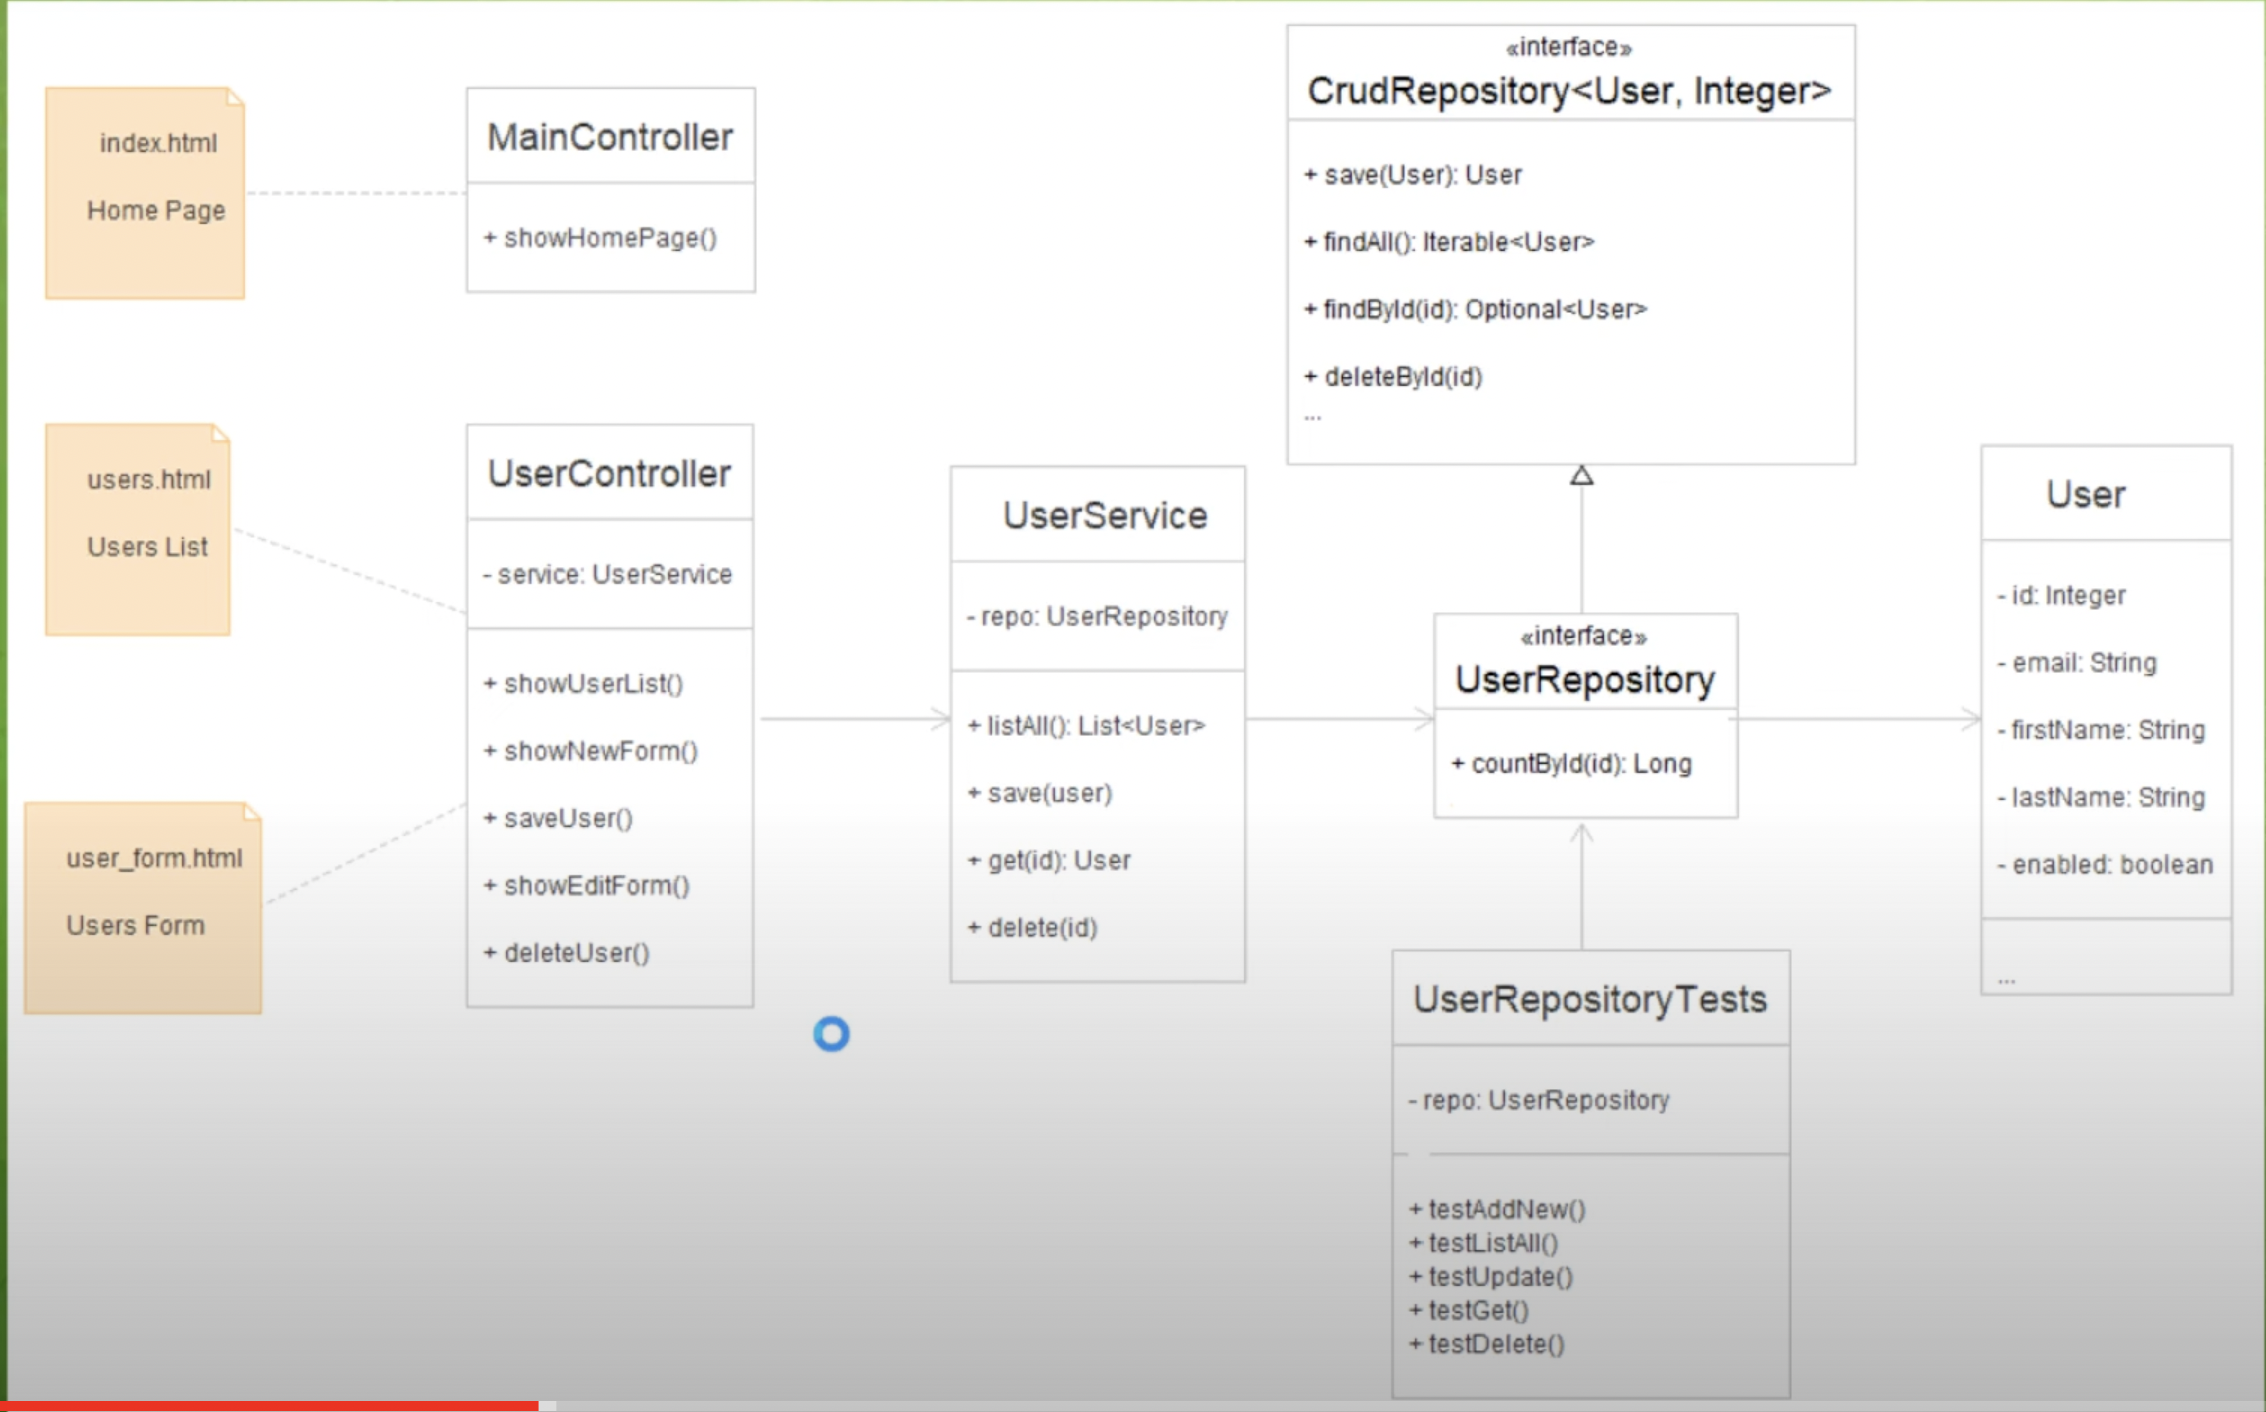 index.html
Home Page
MainController
+ showHomePage()
«interface»
CrudRepository<User, Integer>
+ save(User): User
+ findAll(): Iterable<User>
+ findById(id): Optional<User>
+ deleteById(id)
...
users.html
Users List
user_form.html
Users Form
UserController
- service: UserService
+ showUserList()
+ showNewForm()
+ saveUser()
+ showEditForm()
+ deleteUser()
UserService
- repo: UserRepository
+ listAll(): List<User>
+ save(user)
+ get(id): User
+ delete(id)
«interface»
UserRepository
+ countById(id): Long
User
- id: Integer
- email: String
- firstName: String
- lastName: String
- enabled: boolean
...
UserRepositoryTests
- repo: UserRepository
+ testAddNew()
+ testListAll()
+ testUpdate()
+ testGet()
+ testDelete()